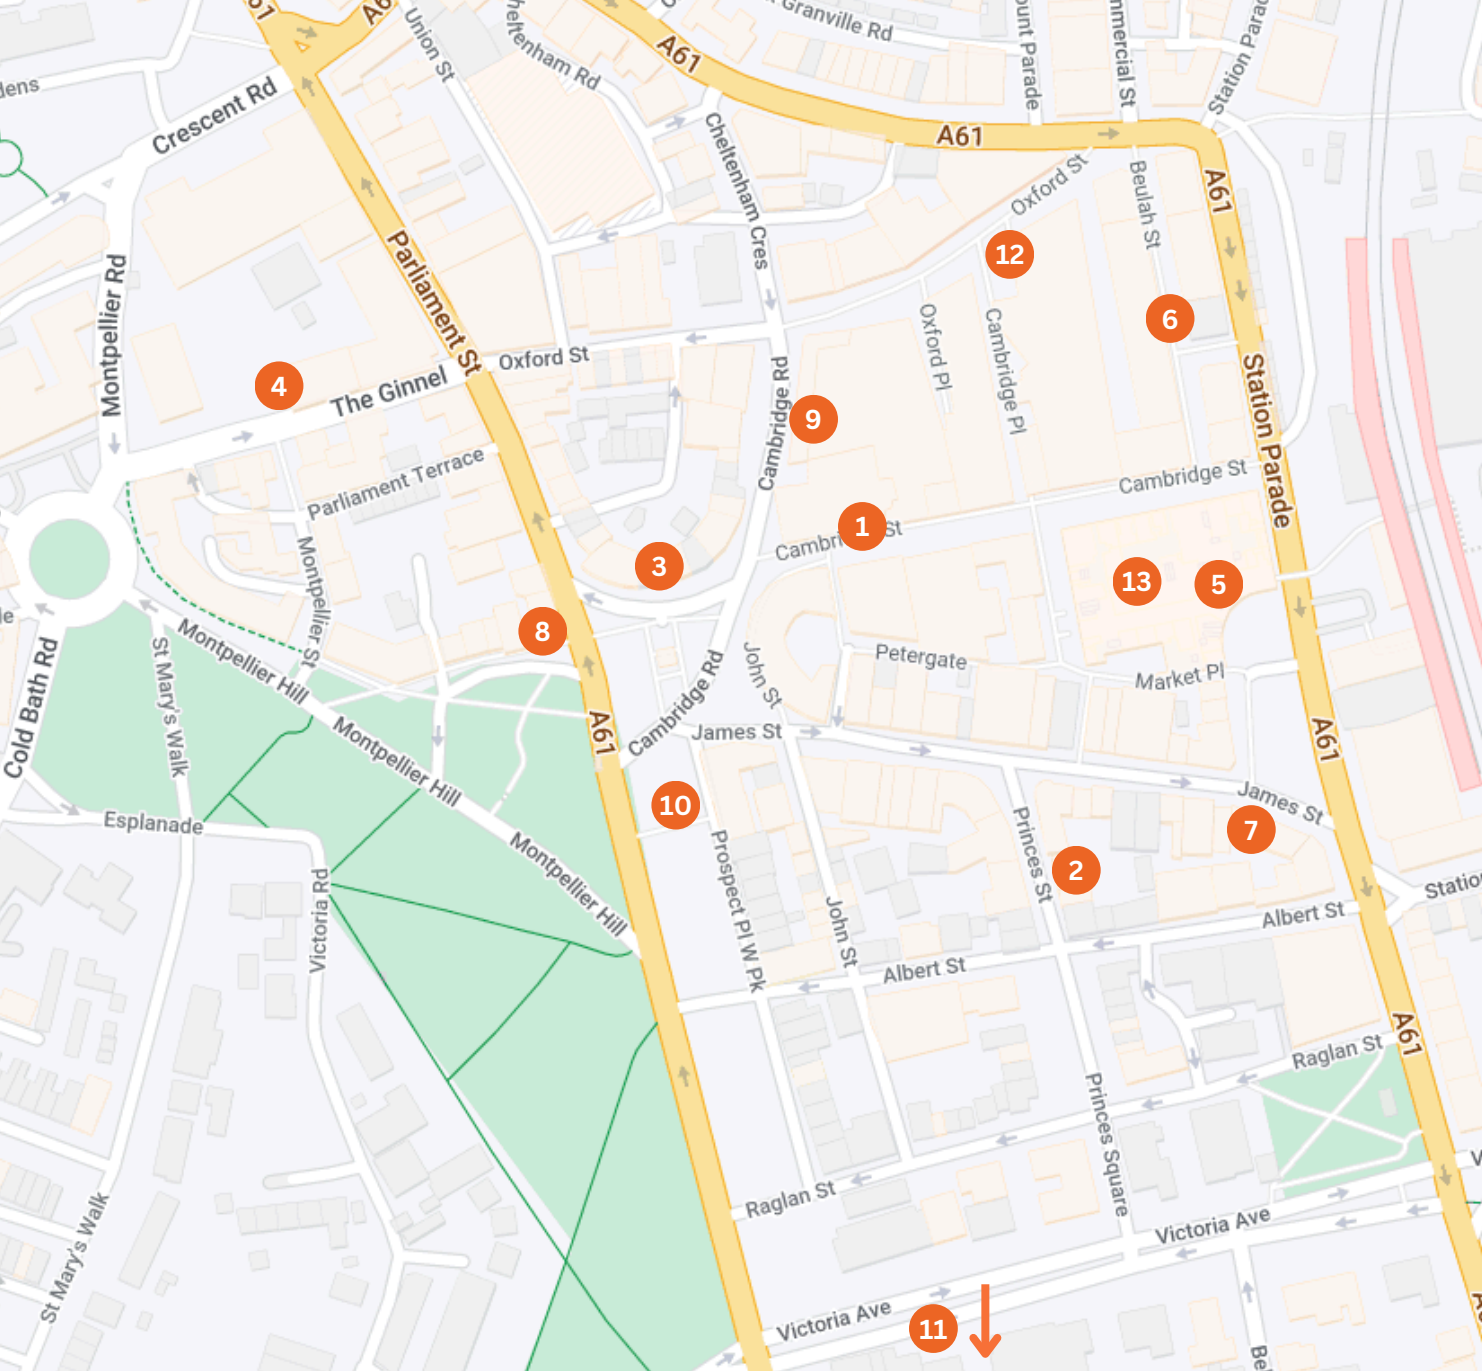 A61
Granville Rd
Union St
Cheltenham Rd
A61
Station Parade
Crescent Rd
Cheltenham Cres
A61
Oxford St
Beulah St
A61
Parliament St
12
Montpellier Rd
6
Oxford Pl
Cambridge Pl
Oxford St
Station Parade
4
The Ginnel
Cambridge Rd
9
Parliament Terrace
Cambridge St
1
Cambridge St
Montpellier St
3
13
5
8
Montpellier Hill
St Mary's Walk
Cold Bath Rd
John St
Petergate
Market Pl
Cambridge Rd
A61
James St
A61
Montpellier Hill
James St
10
Esplanade
7
Princes St
2
Montpellier Hill
Prospect Pl W Pk
John St
Victoria Rd
Albert St
Albert St
A61
Raglan St
Princes Square
Raglan St
Victoria Ave
St Mary's Walk
Victoria Ave
11